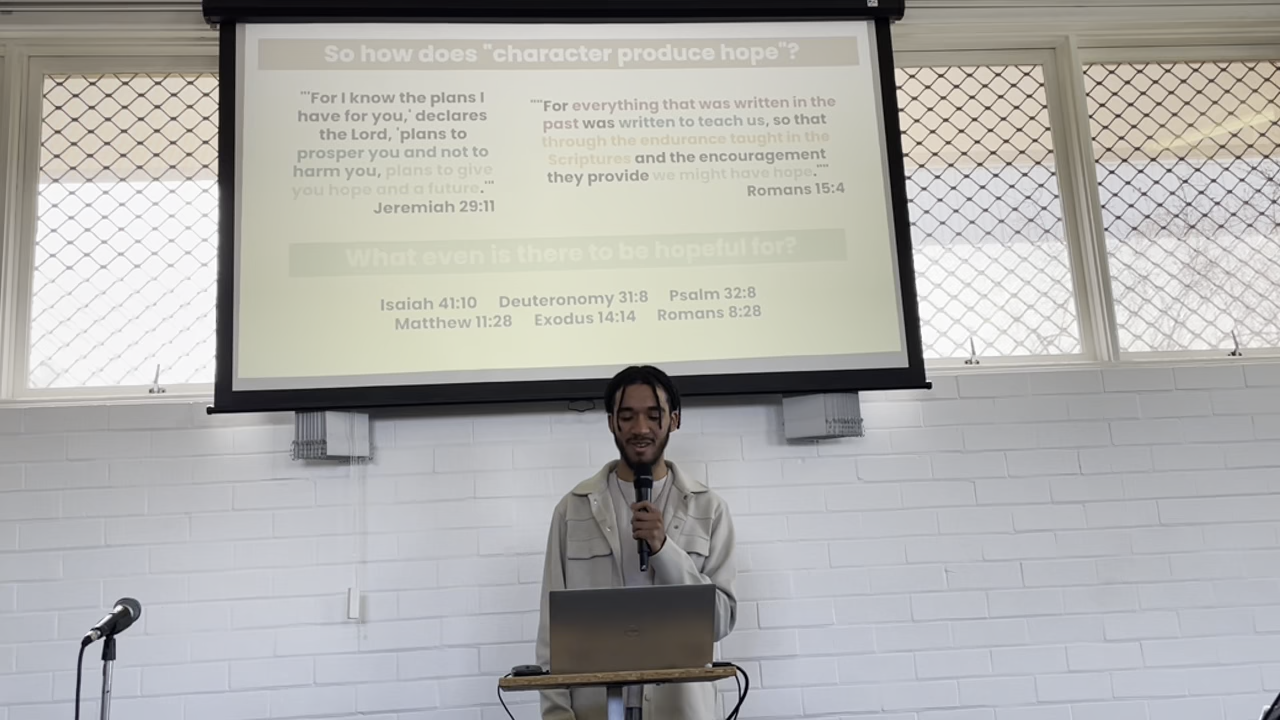 So how does "character produce hope"?
"'For I know the plans I
have for you,' declares
the Lord, 'plans to
prosper you and not to
harm you, plans to give
you hope and a future.'"
Jeremiah 29:11
""For everything that was written in the
past was written to teach us, so that
through the endurance taught in the
Scriptures and the encouragement
they provide we might have hope.""
Romans 15:4
What even is there to be hopeful for?
Isaiah 41:10 Deuteronomy 31:8 Psalm 32:8
Matthew 11:28 Exodus 14:14 Romans 8:28